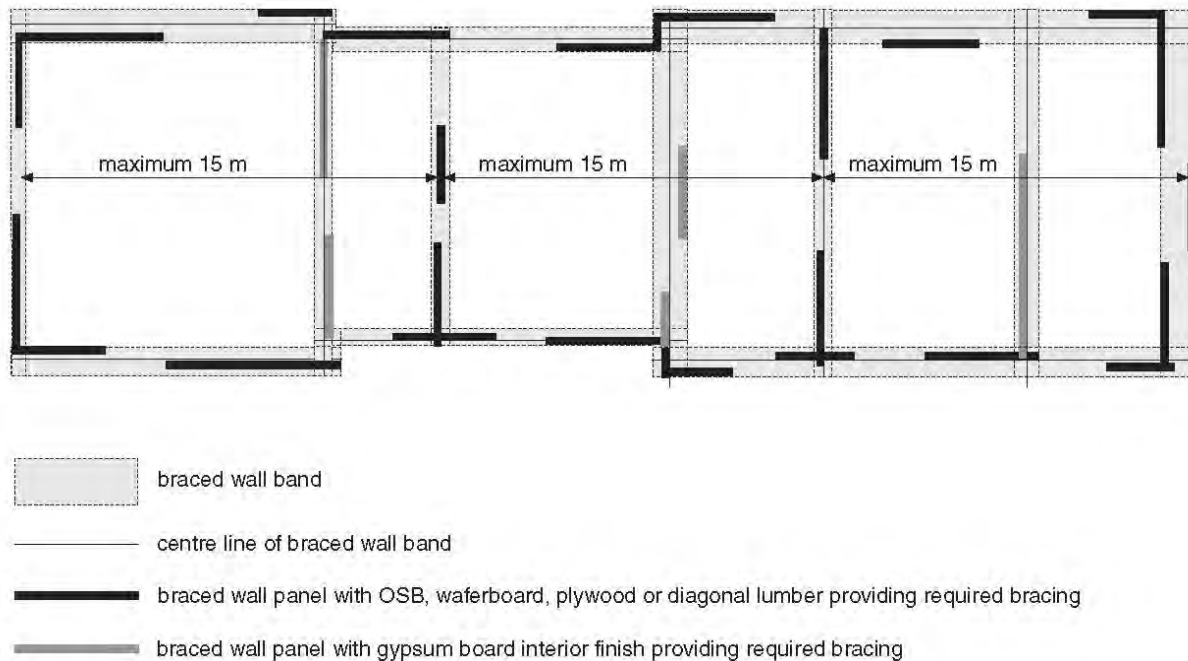 maximum 15 m maximum 15 m maximum 15 m
braced wall band
centre line of braced wall band
braced wall panel with OSB, waferboard, plywood or diagonal lumber providing required bracing
braced wall panel with gypsum board interior finish providing required bracing